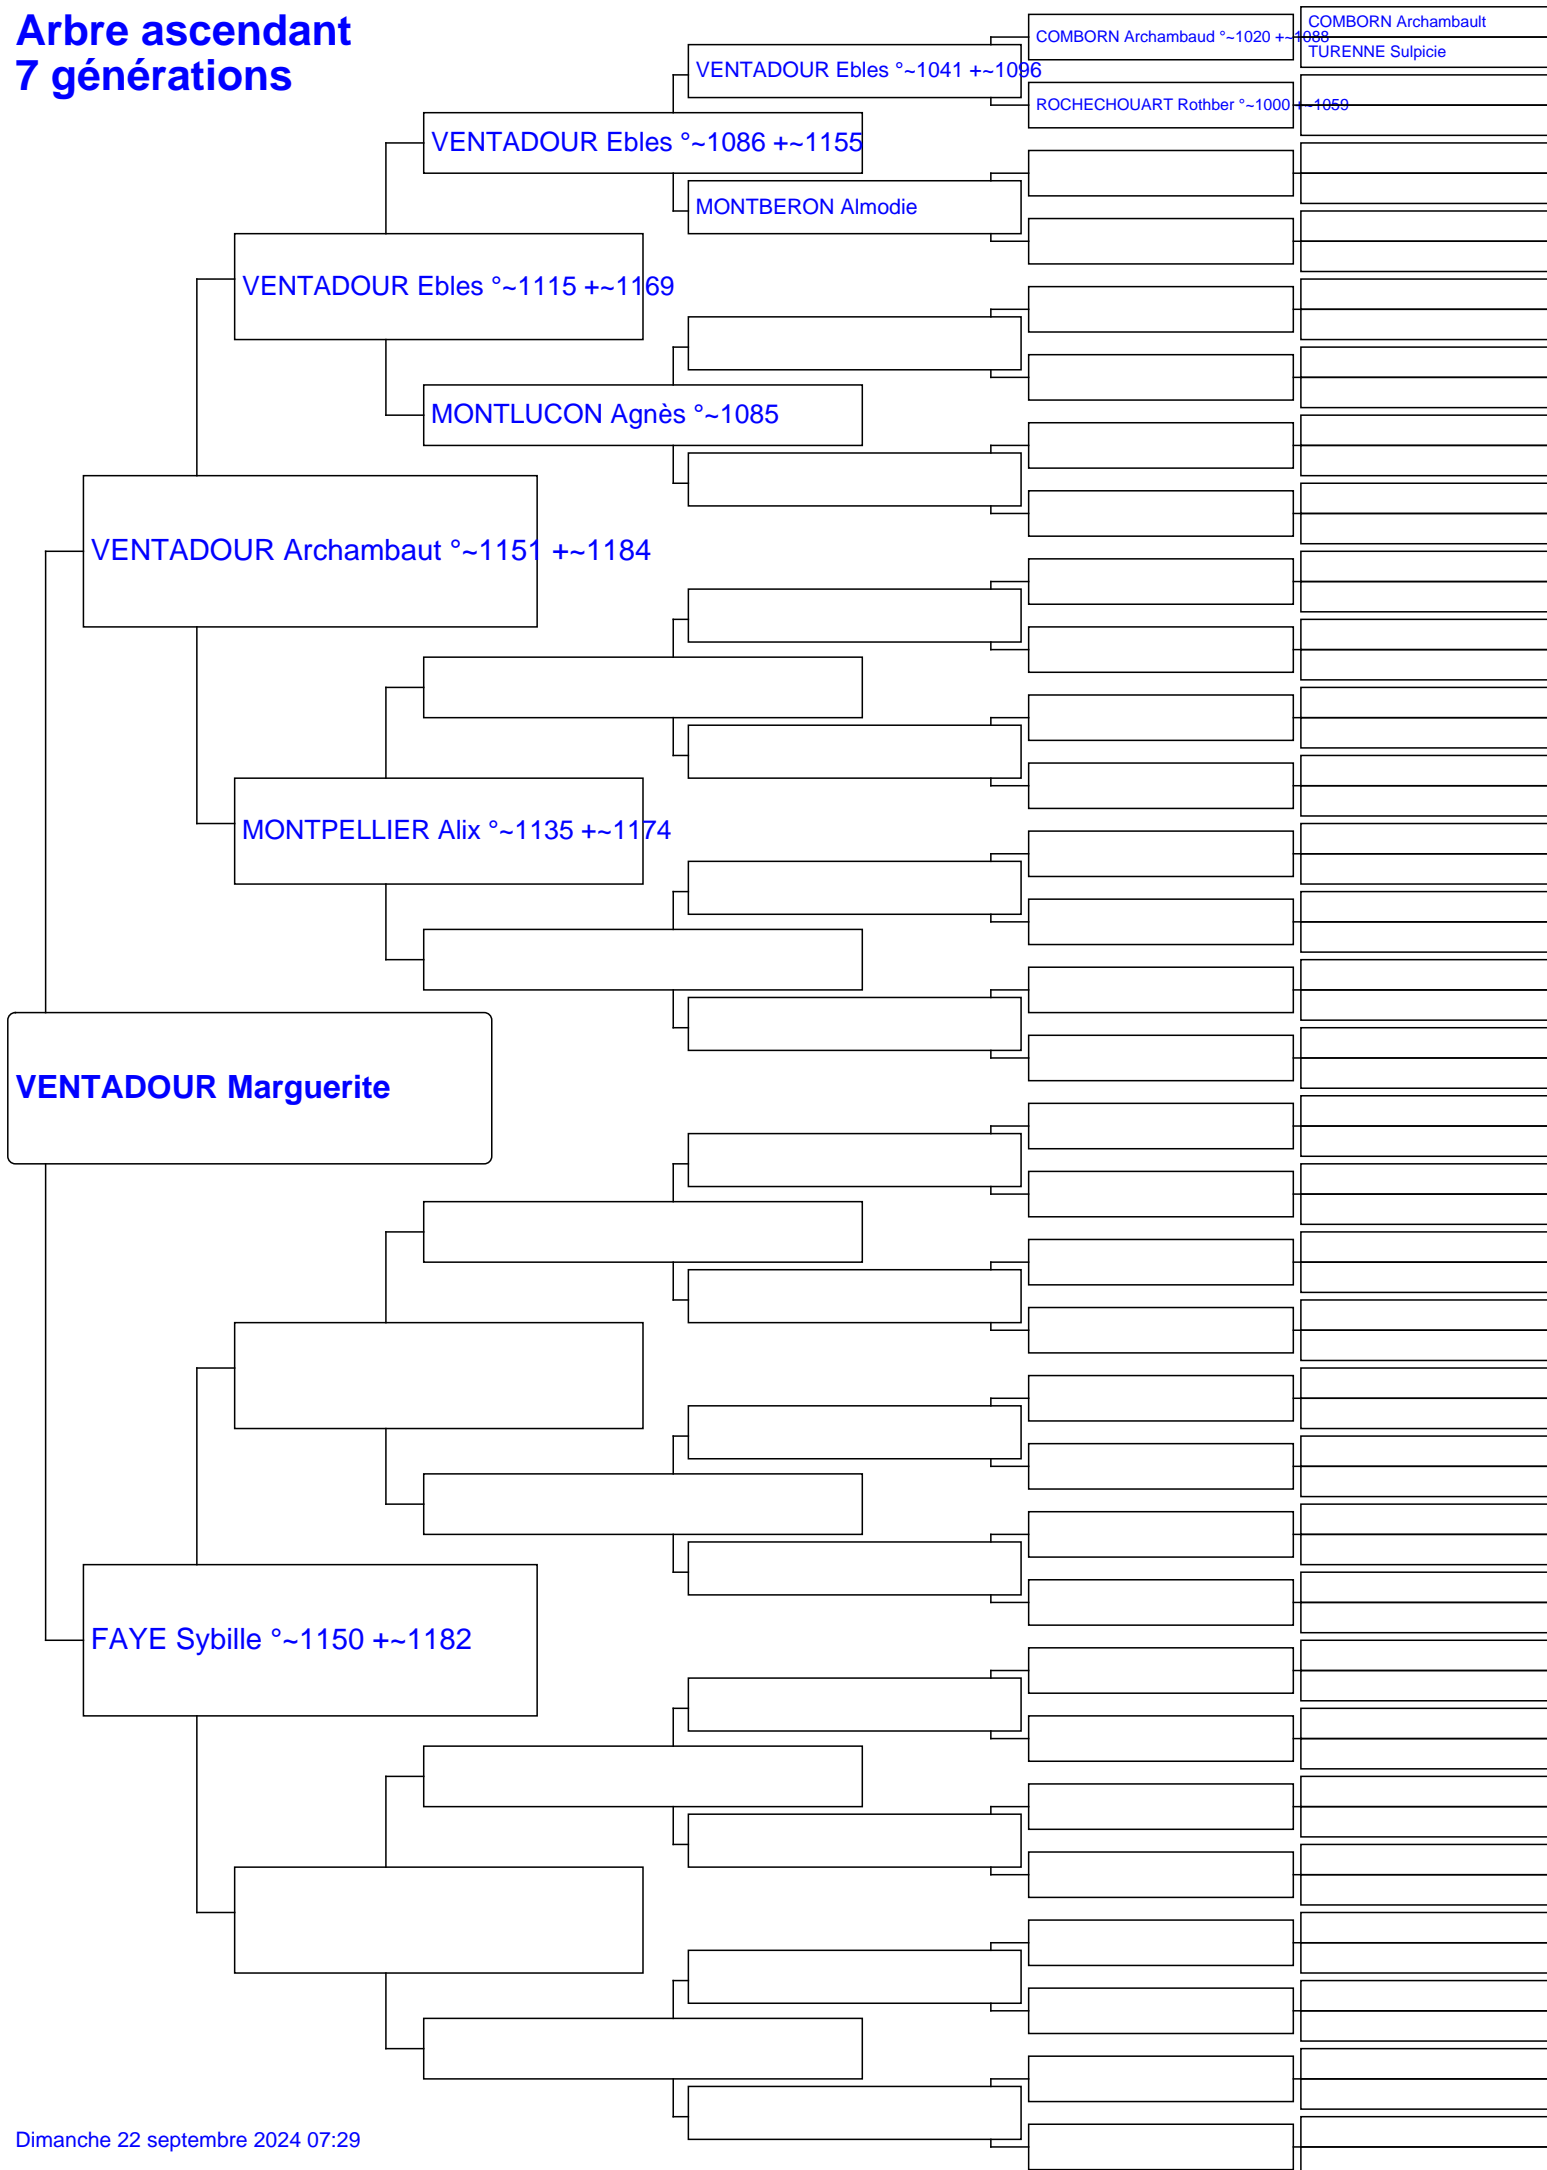 Arbre ascendant
7 générations
COMBORN Archambault
COMBORN Archambaud °~1020 +~1088
TURENNE Sulpicie
VENTADOUR Ebles °~1041 +~1096
ROCHECHOUART Rothber °~1000 +~1059
VENTADOUR Ebles °~1086 +~1155
MONTBERON Almodie
VENTADOUR Ebles °~1115 +~1169
MONTLUCON Agnès °~1085
VENTADOUR Archambaut °~1151 +~1184
MONTPELLIER Alix °~1135 +~1174
VENTADOUR Marguerite
FAYE Sybille °~1150 +~1182
Dimanche 22 septembre 2024 07:29